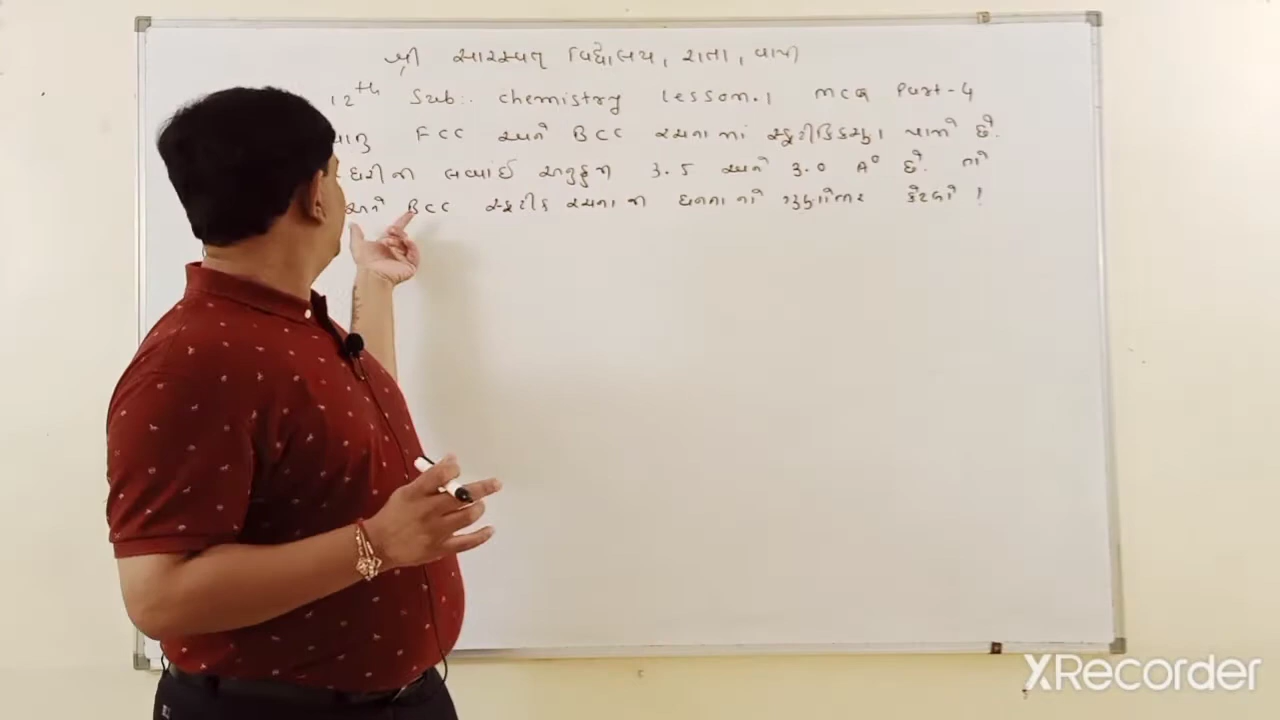 શ્રી સારસ્વત્ વિદ્યાલય, રાતા, વાપી
12th Sub:. Chemistry Lesson.1 MCQ Part-4
FCC અને BCC રચનામાં સ્ફટીકિકરણ પામે છે.
લંબાઈ અનુક્રમે 3.5 અને 3.0 A° છે. તો
અને BCC સ્ફટીક રચના ના ઘનતાનો ગુણોત્તર કેટલો ?
XRecorder